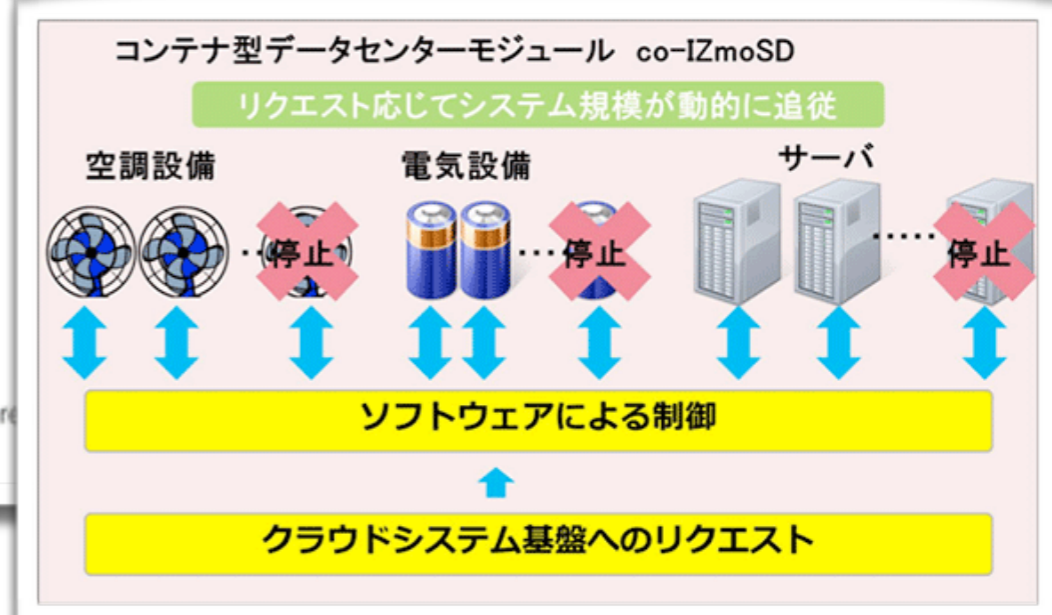 コンテナ型データセンターモジュール co-IZmoSD
リクエスト応じてシステム規模が動的に追従
空調設備
電気設備
サーバ
停止
停止
停止
ソフトウェアによる制御
クラウドシステム基盤へのリクエスト